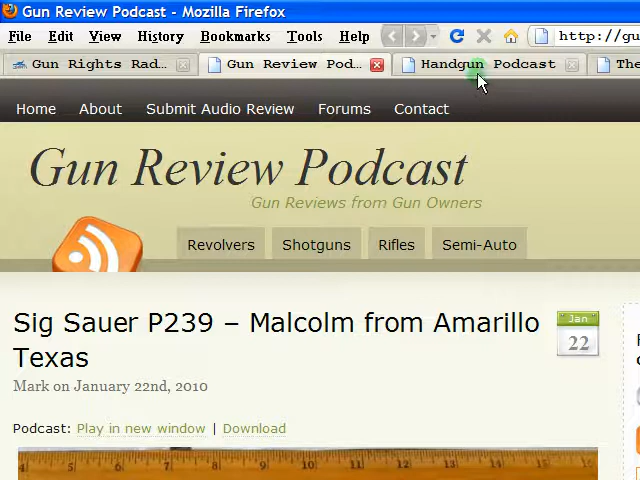 Gun Review Podcast - Mozilla Firefox
File Edit View History Bookmarks Tools Help http://gu
Gun Rights Rad... Gun Review Pod... Handgun Podcast The
Home About Submit Audio Review Forums Contact
Gun Review Podcast
Gun Reviews from Gun Owners
Revolvers Shotguns Rifles Semi-Auto
Sig Sauer P239 – Malcolm from Amarillo
Texas
Jan
22
Mark on January 22nd, 2010
Podcast: Play in new window | Download
5 6 7 8 9 10 11 12 13 14 15